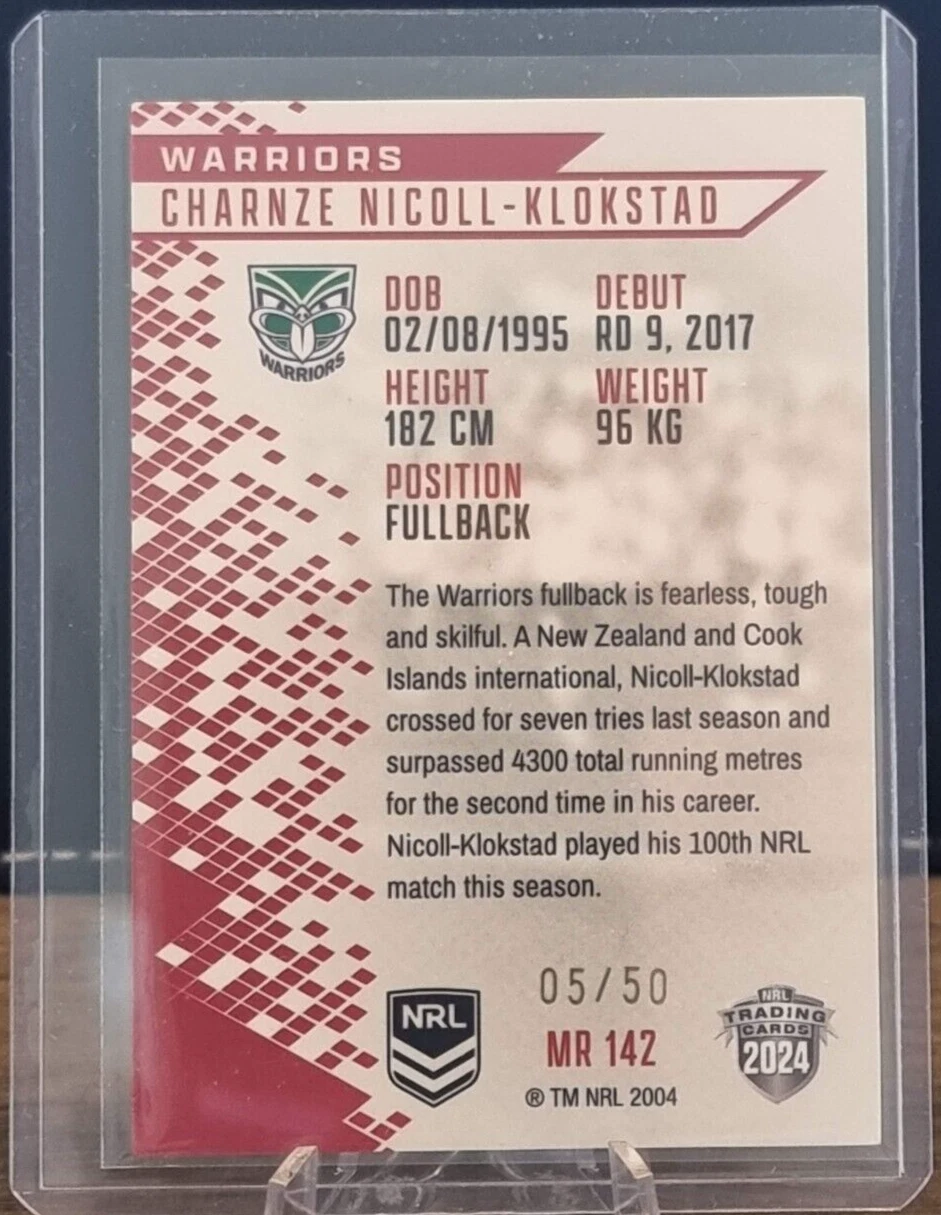 WARRIORS
CHARNZE NICOLL-KLOKSTAD
WARRIORS
DOB DEBUT
02/08/1995 RD 9, 2017
HEIGHT WEIGHT
182 CM 96 KG
POSITION
FULLBACK
The Warriors fullback is fearless, tough
and skilful. A New Zealand and Cook
Islands international, Nicoll-Klokstad
crossed for seven tries last season and
surpassed 4300 total running metres
for the second time in his career.
Nicoll-Klokstad played his 100th NRL
match this season.
05/50
NRL
MR 142
® TM NRL 2004
NRL
TRADING
CARDS
2024